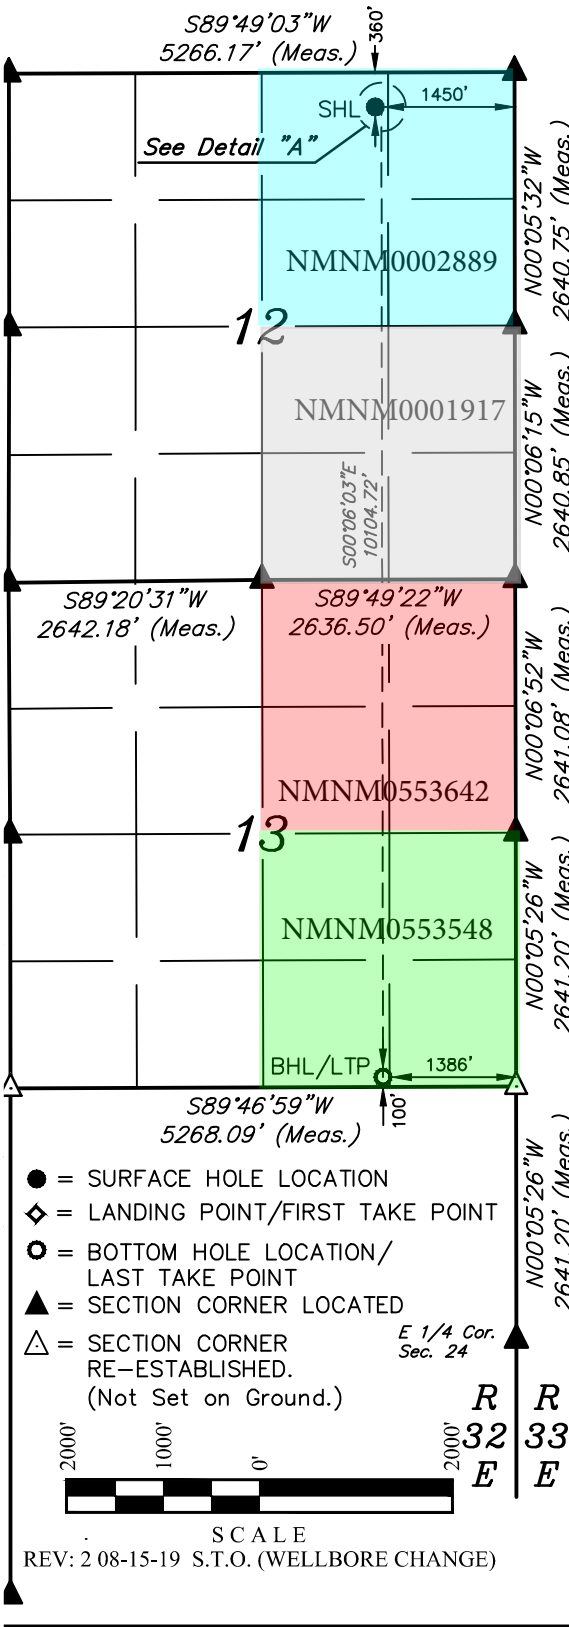 S89°49'03"W
5266.17' (Meas.)
360'
SHL
1450'
See Detail "A"
N00°05'32"W
2640.75' (Meas.)
NMNM0002889
12
NMNM0001917
N00°06'15"W
2640.85' (Meas.)
S00°06'03"E
10104.72'
S89°20'31"W
2642.18' (Meas.)
S89°49'22"W
2636.50' (Meas.)
N00°06'52"W
2641.08' (Meas.)
NMNM0553642
13
NMNM0553548
N00°05'26"W
2641.20' (Meas.)
BHL/LTP
1386'
S89°46'59"W
5268.09' (Meas.)
100'
N00°05'26"W
2641.20' (Meas.)
= SURFACE HOLE LOCATION
= LANDING POINT/FIRST TAKE POINT
= BOTTOM HOLE LOCATION/
LAST TAKE POINT
= SECTION CORNER LOCATED
= SECTION CORNER
RE-ESTABLISHED.
(Not Set on Ground.)
E 1/4 Cor.
Sec. 24
R R
32 33
E E
2000' 1000' 0' 2000'
SCALE
REV: 2 08-15-19 S.T.O. (WELLBORE CHANGE)